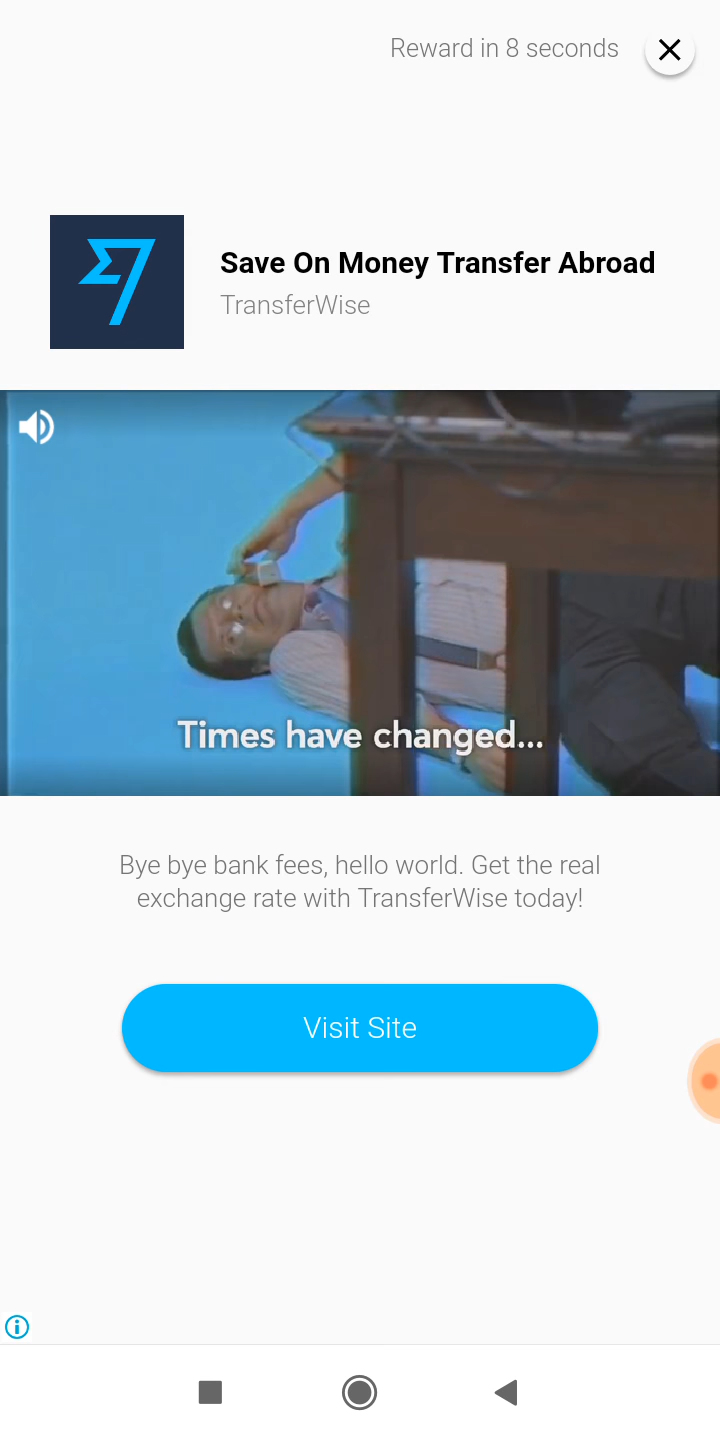 Reward in 8 seconds
Save On Money Transfer Abroad
TransferWise
Times have changed...
Bye bye bank fees, hello world. Get the real
exchange rate with TransferWise today!
Visit Site